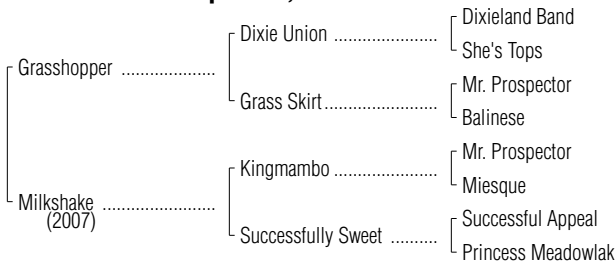 Dixieland Band
Dixie Union ....................
She's Tops
Grasshopper ..................
Mr. Prospector
Grass Skirt ......................
Balinese
Mr. Prospector
Kingmambo ....................
Miesque
Milkshake ......................
(2007)
Successful Appeal
Successfully Sweet ..........
Princess Meadowlak